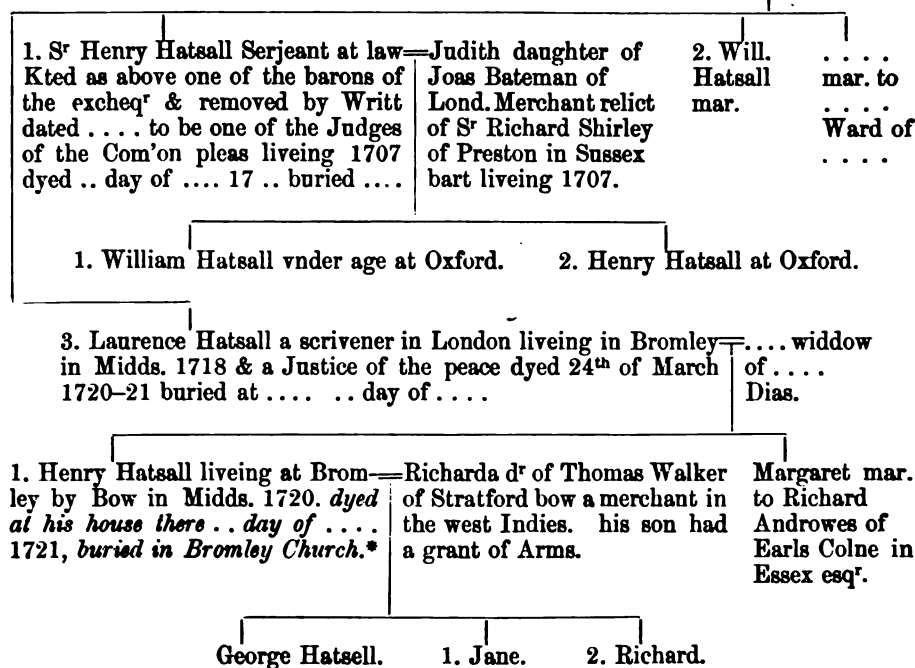 1. Sʳ Henry Hatsall Serjeant at law
Kted as above one of the barons of
the excheqʳ & removed by Writt
dated . . . . to be one of the Judges
of the Com'on pleas liveing 1707
dyed .. day of .... 17 .. buried ....
Judith daughter of
Joas Bateman of
Lond. Merchant relict
of Sʳ Richard Shirley
of Preston in Sussex
bart liveing 1707.
2. Will.
Hatsall
mar.
. . . .
mar. to
. . . .
Ward of
. . . .
1. William Hatsall vnder age at Oxford.
2. Henry Hatsall at Oxford.
3. Laurence Hatsall a scrivener in London liveing in Bromley
in Midds. 1718 & a Justice of the peace dyed 24ᵗʰ of March
1720–21 buried at .... .. day of ....
.... widdow
of ....
Dias.
1. Henry Hatsall liveing at Brom-
ley by Bow in Midds. 1720. dyed
at his house there .. day of ....
1721, buried in Bromley Church.*
Richarda dʳ of Thomas Walker
of Stratford bow a merchant in
the west Indies. his son had
a grant of Arms.
Margaret mar.
to Richard
Androwes of
Earls Colne in
Essex esqʳ.
George Hatsell.
1. Jane.
2. Richard.